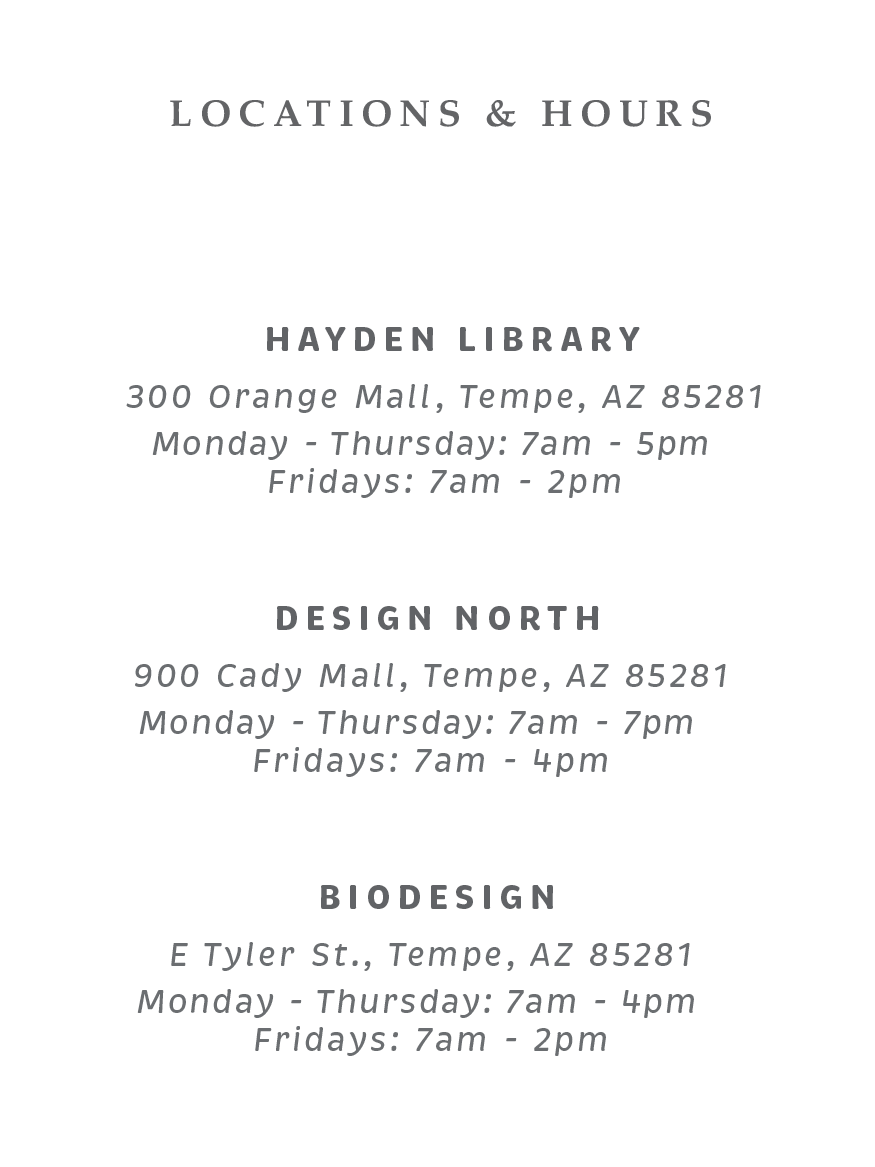 LOCATIONS & HOURS
HAYDEN LIBRARY
300 Orange Mall, Tempe, AZ 85281
Monday - Thursday: 7am - 5pm
Fridays: 7am - 2pm
DESIGN NORTH
900 Cady Mall, Tempe, AZ 85281
Monday - Thursday: 7am - 7pm
Fridays: 7am - 4pm
BIODESIGN
E Tyler St., Tempe, AZ 85281
Monday - Thursday: 7am - 4pm
Fridays: 7am - 2pm